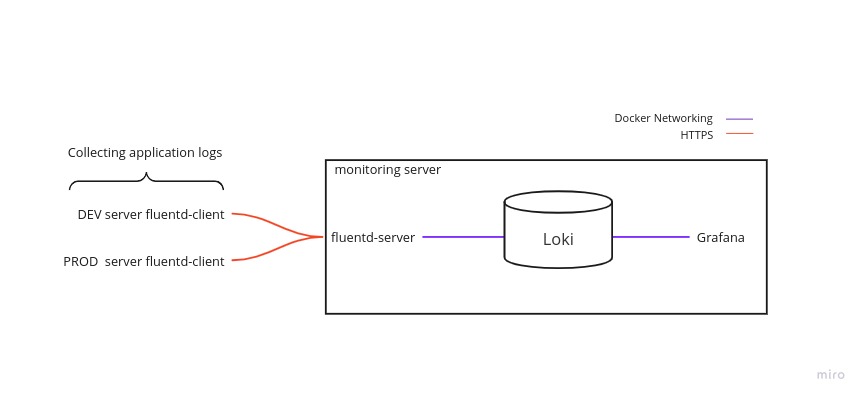 Docker Networking
HTTPS
Collecting application logs
monitoring server
DEV server fluentd-client
fluentd-server
Loki
Grafana
PROD server fluentd-client
miro